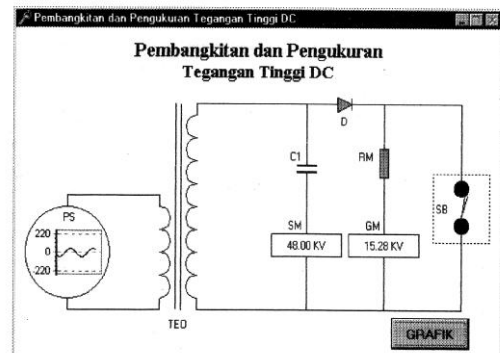 Pembangkitan dan Pengukuran Tegangan Tinggi DC
Pembangkitan dan Pengukuran
Tegangan Tinggi DC
D
C1
RM
PS
220
0
-220
SM
GM
SB
48.00 KV
15.28 KV
TEO
GRAFIK